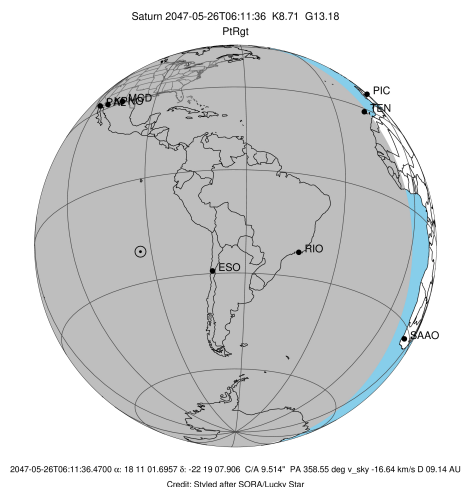 Saturn 2047-05-26T06:11:36 K8.71 G13.18
PtRgt
PIC
TEN
MCD
RIO
ESO
SAAO
2047-05-26T06:11:36.4700 α: 18 11 01.6957 δ: -22 19 07.906 C/A 9.514" PA 358.55 deg v_sky -16.64 km/s D 09.14 AU
Credit: Styled after SORA/Lucky Star